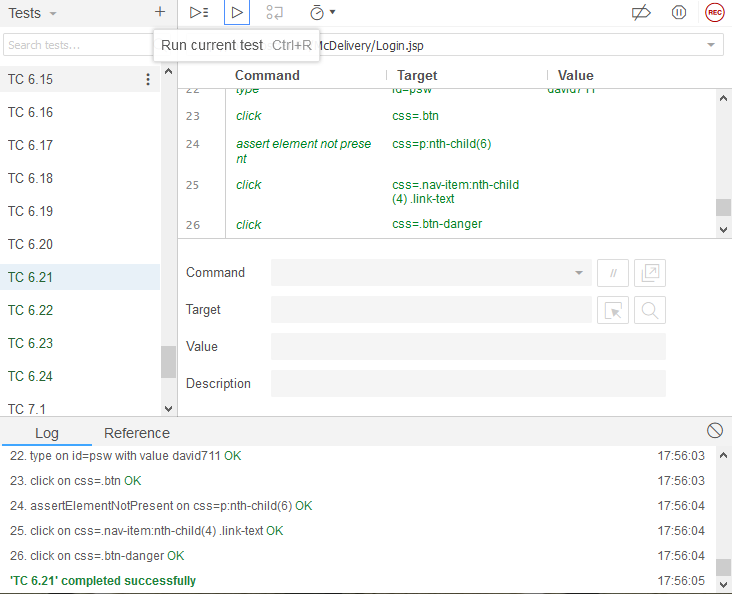 Tests
REC
Search tests...
Run current test Ctrl+R
McDelivery/Login.jsp
Command Target Value
TC 6.15
TC 6.16
TC 6.17
TC 6.18
TC 6.19
TC 6.20
TC 6.21
TC 6.22
TC 6.23
TC 6.24
TC 7.1
22 type id=psw david711
23 click css=.btn
24 assert element not prese
nt css=p:nth-child(6)
25 click css=.nav-item:nth-child
(4) .link-text
26 click css=.btn-danger
Command
//
Target
Value
Description
Log Reference
22. type on id=psw with value david711 OK 17:56:03
23. click on css=.btn OK 17:56:03
24. assertElementNotPresent on css=p:nth-child(6) OK 17:56:04
25. click on css=.nav-item:nth-child(4) .link-text OK 17:56:04
26. click on css=.btn-danger OK 17:56:04
'TC 6.21' completed successfully 17:56:05